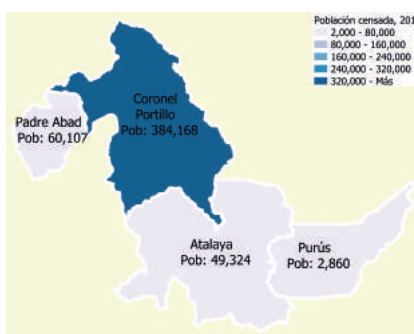 Población censada, 201
2,000 - 80,000
80,000 - 160,000
160,000 - 240,000
240,000 - 320,000
320,000 - Más
Coronel
Portillo
Pob: 384,168
Padre Abad
Pob: 60,107
Atalaya
Pob: 49,324
Purús
Pob: 2,860